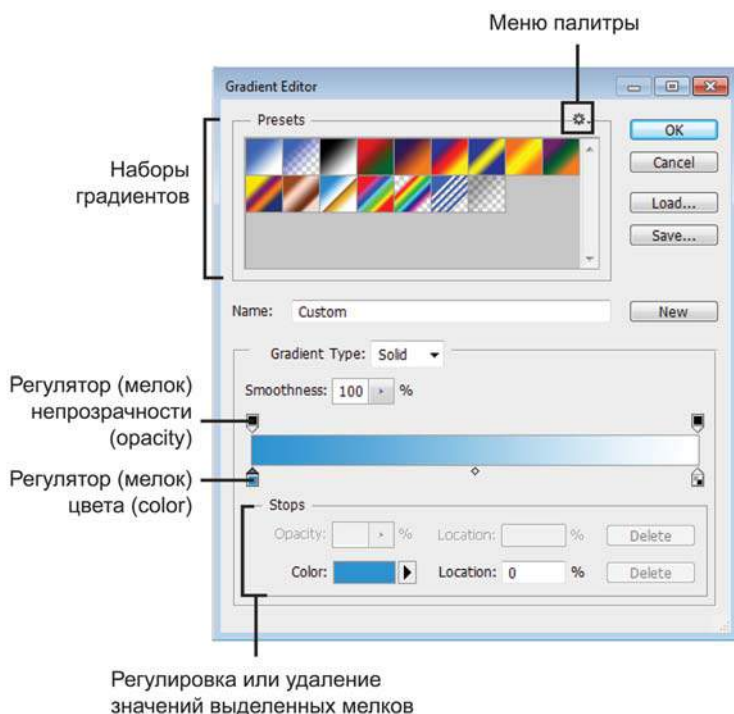 Меню палитры
Gradient Editor
Presets
OK
Cancel
Load...
Save...
Наборы
градиентов
Name: Custom
New
Gradient Type: Solid
Smoothness: 100 %
Регулятор (мелок)
непрозрачности
(opacity)
Регулятор (мелок)
цвета (color)
Stops
Opacity: % Location: % Delete
Color: Location: 0 % Delete
Регулировка или удаление
значений выделенных мелков